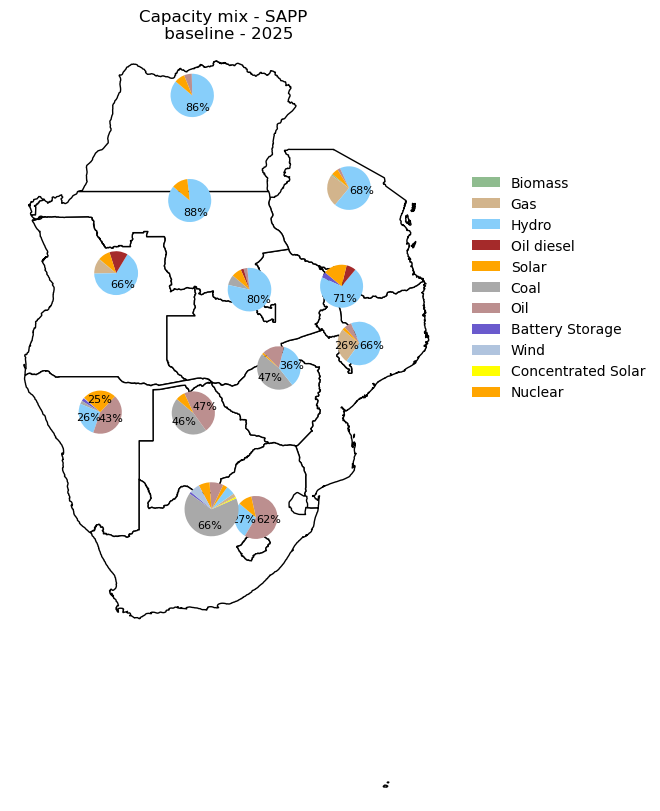 Capacity mix - SAPP
baseline - 2025
86%
68%
88%
66%
80%
71%
26% 66%
36%
47%
25%
26% 43%
47%
46%
66%
27% 62%
Biomass
Gas
Hydro
Oil diesel
Solar
Coal
Oil
Battery Storage
Wind
Concentrated Solar
Nuclear